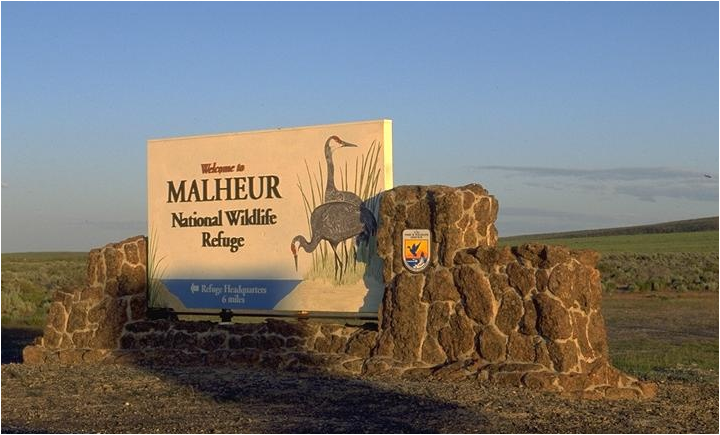 Welcome to
MALHEUR
National Wildlife
Refuge
Refuge Headquarters
6 miles